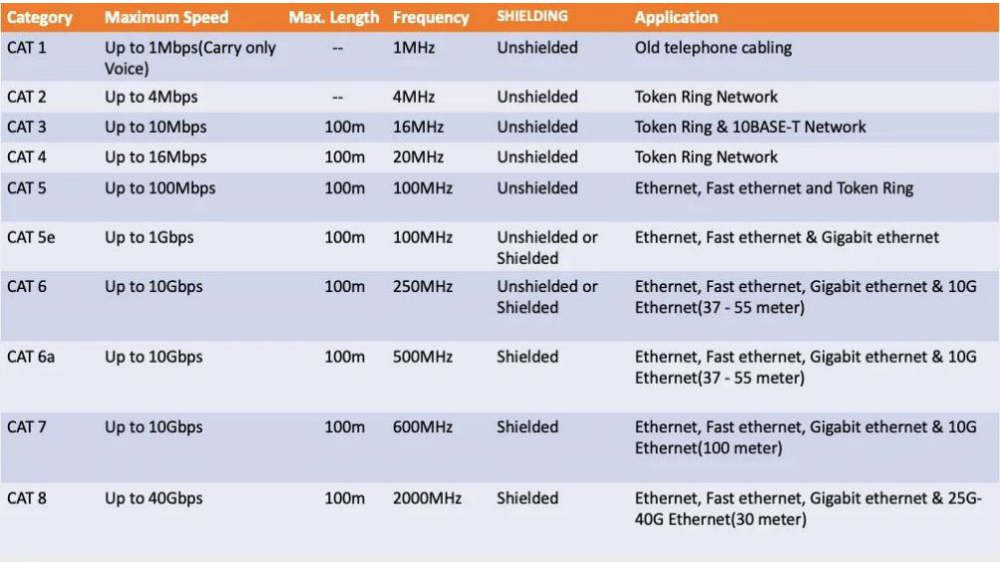 Category Maximum Speed Max. Length Frequency SHIELDING Application
CAT 1 Up to 1Mbps(Carry only -- 1MHz Unshielded Old telephone cabling
Voice)
CAT 2 Up to 4Mbps -- 4MHz Unshielded Token Ring Network
CAT 3 Up to 10Mbps 100m 16MHz Unshielded Token Ring & 10BASE-T Network
CAT 4 Up to 16Mbps 100m 20MHz Unshielded Token Ring Network
CAT 5 Up to 100Mbps 100m 100MHz Unshielded Ethernet, Fast ethernet and Token Ring
CAT 5e Up to 1Gbps 100m 100MHz Unshielded or Ethernet, Fast ethernet & Gigabit ethernet
Shielded
CAT 6 Up to 10Gbps 100m 250MHz Unshielded or Ethernet, Fast ethernet, Gigabit ethernet & 10G
Shielded Ethernet(37 - 55 meter)
CAT 6a Up to 10Gbps 100m 500MHz Shielded Ethernet, Fast ethernet, Gigabit ethernet & 10G
Ethernet(37 - 55 meter)
CAT 7 Up to 10Gbps 100m 600MHz Shielded Ethernet, Fast ethernet, Gigabit ethernet & 10G
Ethernet(100 meter)
CAT 8 Up to 40Gbps 100m 2000MHz Shielded Ethernet, Fast ethernet, Gigabit ethernet & 25G-
40G Ethernet(30 meter)